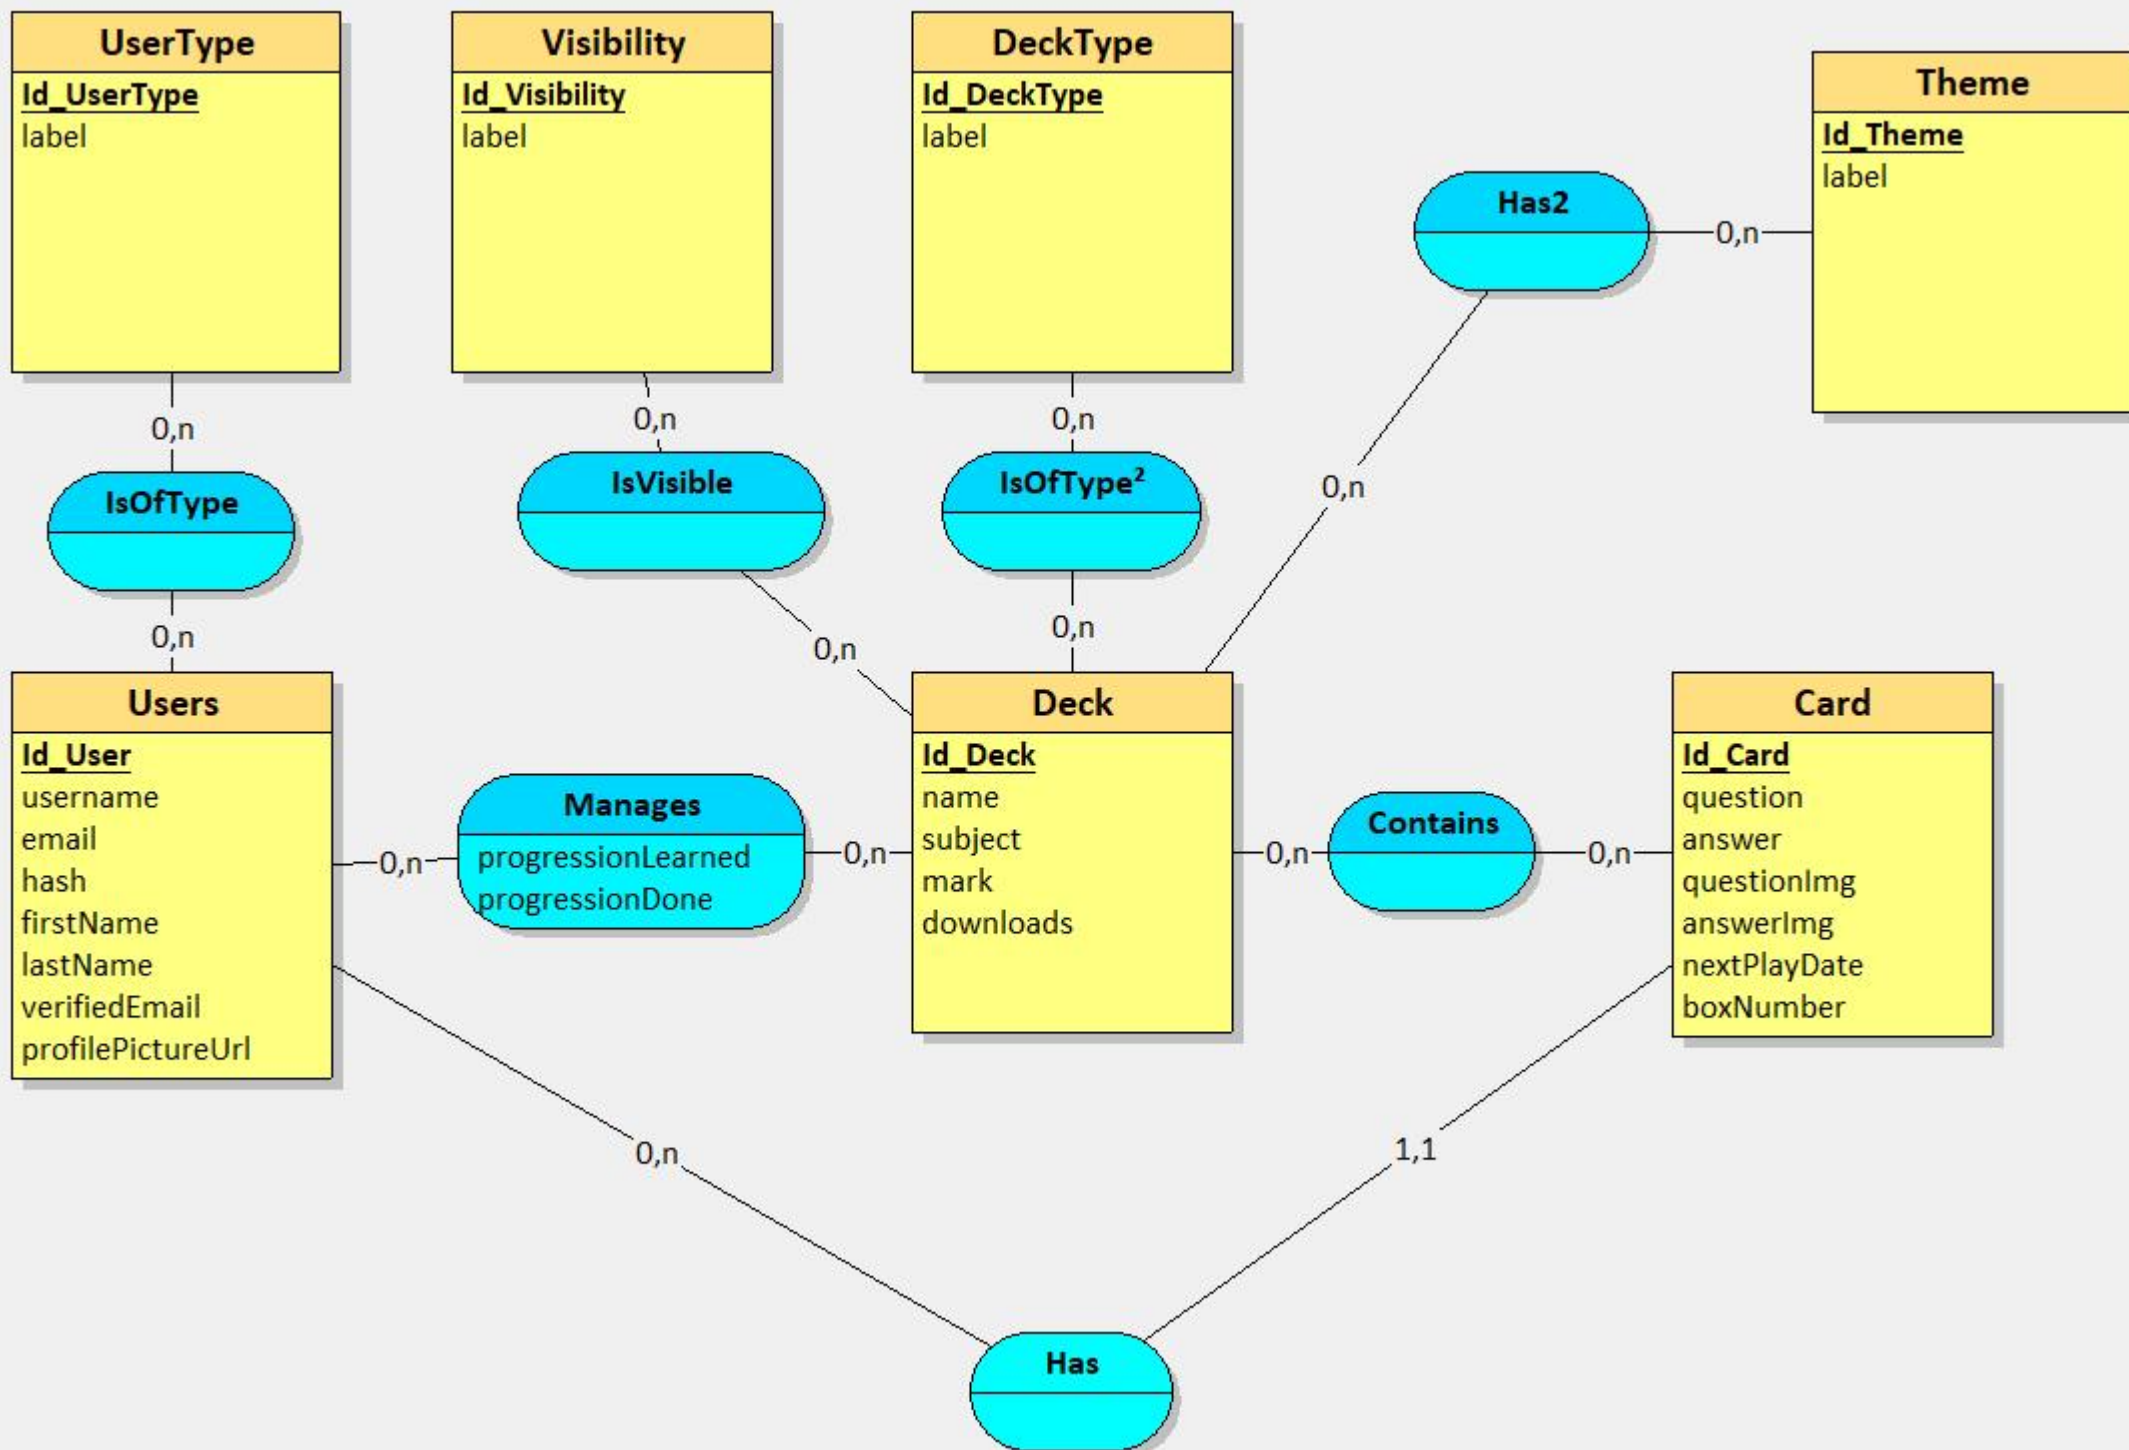 UserType
Id_UserType
label
Visibility
Id_Visibility
label
DeckType
Id_DeckType
label
Theme
Id_Theme
label
Has2
0,n
0,n
0,n
0,n
0,n
IsOfType
IsVisible
IsOfType²
0,n
0,n
0,n
Users
Id_User
username
email
hash
firstName
lastName
verifiedEmail
profilePictureUrl
0,n
Manages
progressionLearned
progressionDone
0,n
Deck
Id_Deck
name
subject
mark
downloads
0,n
Contains
0,n
Card
Id_Card
question
answer
questionImg
answerImg
nextPlayDate
boxNumber
0,n
1,1
Has